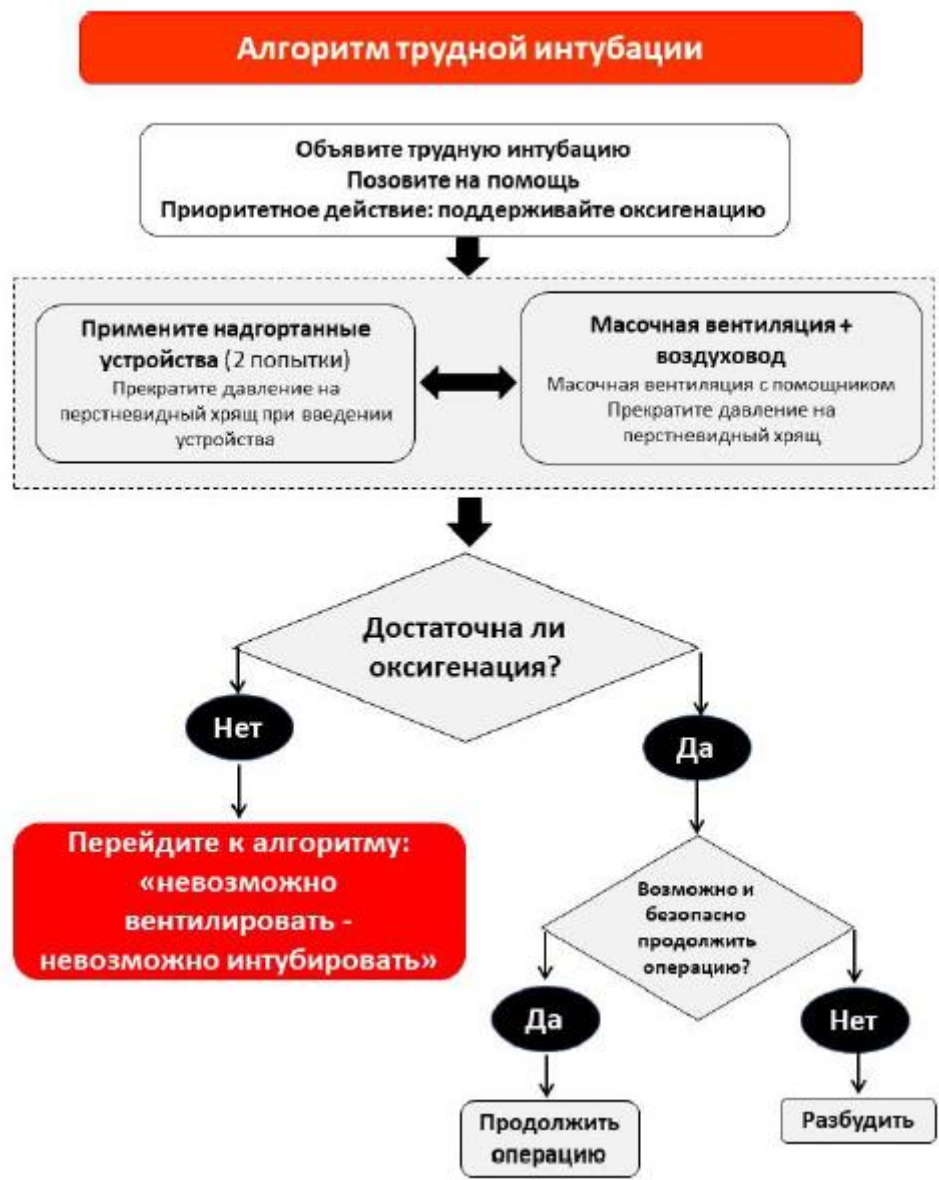 Алгоритм трудной интубации
Объявите трудную интубацию
Позовите на помощь
Приоритетное действие: поддерживайте оксигенацию
Примените надгортанные
устройства (2 попытки)
Прекратите давление на
перстневидный хрящ при введении
устройства
Масочная вентиляция +
воздуховод
Масочная вентиляция с помощником
Прекратите давление на
перстневидный хрящ
Достаточна ли
оксигенация?
Нет
Да
Перейдите к алгоритму:
«невозможно
вентилировать -
невозможно интубировать»
Возможно и
безопасно
продолжить
операцию?
Да
Нет
Продолжить
операцию
Разбудить